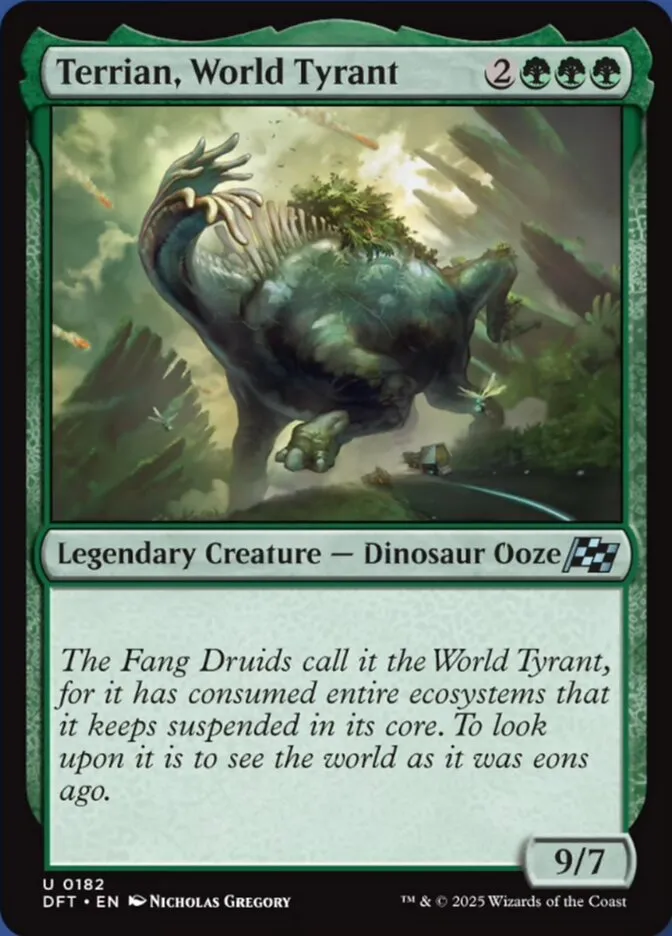 Terrian, World Tyrant 2
Legendary Creature — Dinosaur Ooze
The Fang Druids call it the World Tyrant,
for it has consumed entire ecosystems that
it keeps suspended in its core. To look
upon it is to see the world as it was eons
ago.
9/7
U 0182
DFT • EN Nicholas Gregory
™ & © 2025 Wizards of the Coast